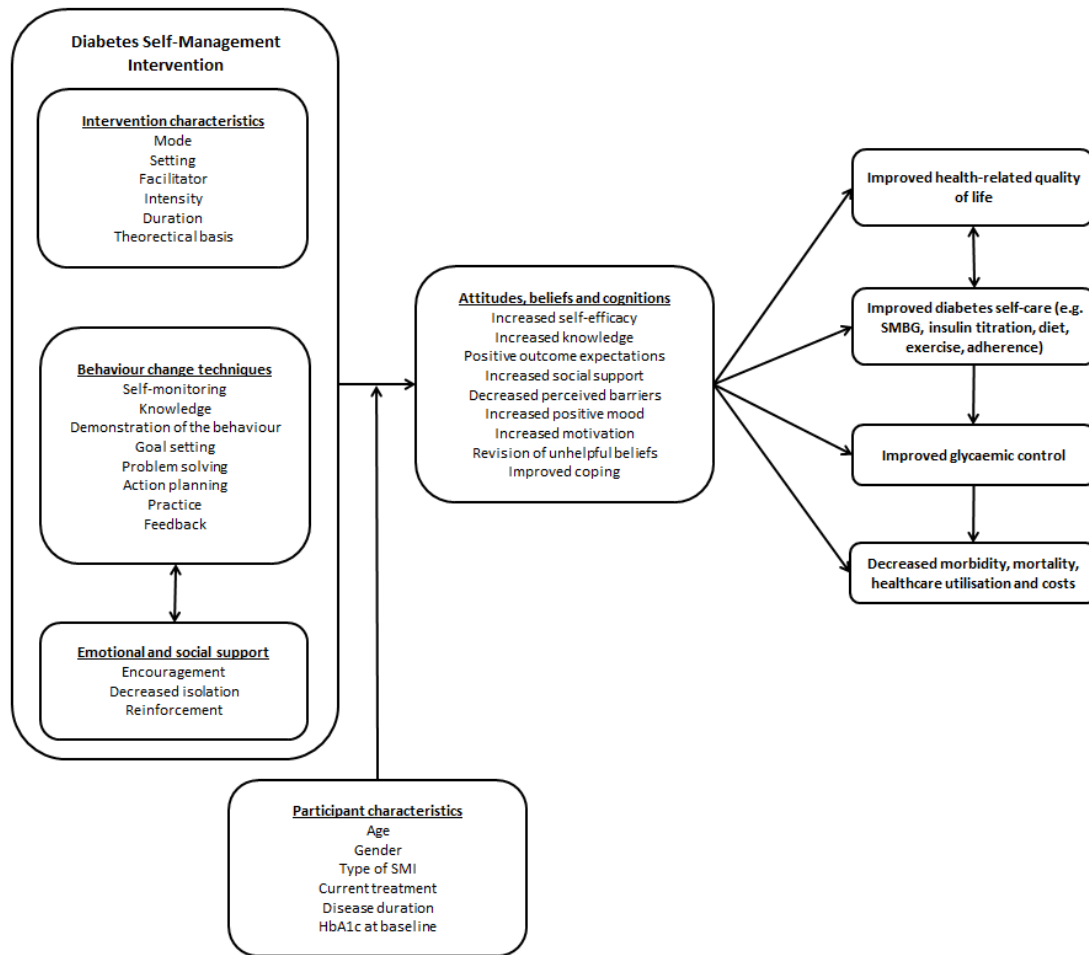 Diabetes Self-Management
Intervention
Intervention characteristics
Mode
Setting
Facilitator
Intensity
Duration
Theorectical basis
Behaviour change techniques
Self-monitoring
Knowledge
Demonstration of the behaviour
Goal setting
Problem solving
Action planning
Practice
Feedback
Emotional and social support
Encouragement
Decreased isolation
Reinforcement
Participant characteristics
Age
Gender
Type of SMI
Current treatment
Disease duration
HbA1c at baseline
Attitudes, beliefs and cognitions
Increased self-efficacy
Increased knowledge
Positive outcome expectations
Increased social support
Decreased perceived barriers
Increased positive mood
Increased motivation
Revision of unhelpful beliefs
Improved coping
Improved health-related quality
of life
Improved diabetes self-care (e.g.
SMBG, insulin titration, diet,
exercise, adherence)
Improved glycaemic control
Decreased morbidity, mortality,
healthcare utilisation and costs